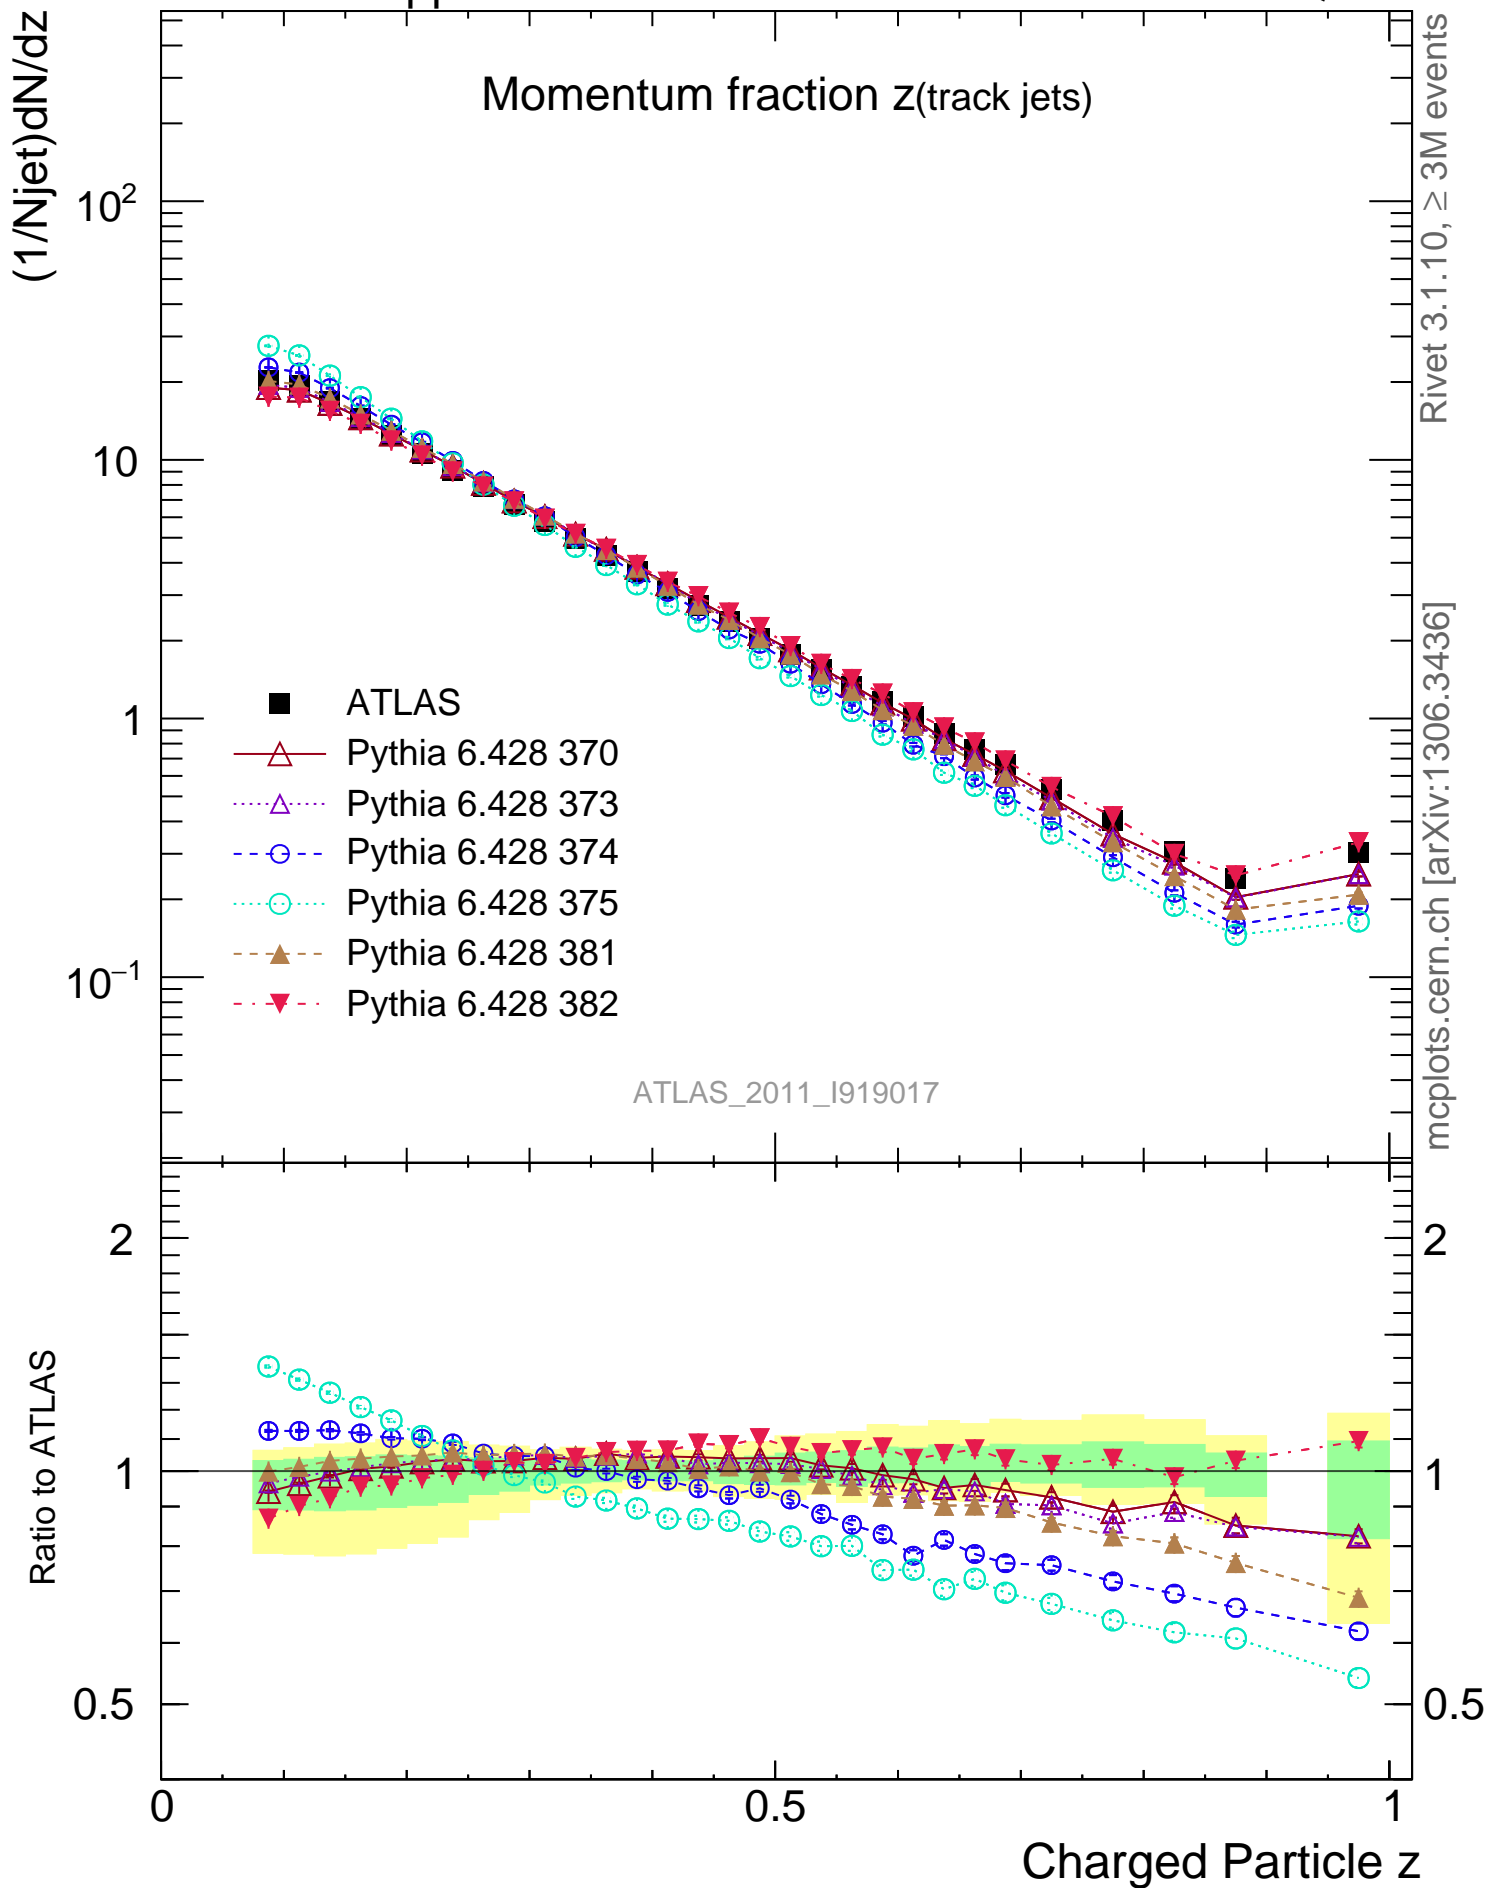 (1/Njet)dN/dz
Momentum fraction z(track jets)
10²
10
1
10⁻¹
ATLAS
Pythia 6.428 370
Pythia 6.428 373
Pythia 6.428 374
Pythia 6.428 375
Pythia 6.428 381
Pythia 6.428 382
ATLAS_2011_I919017
Rivet 3.1.10, ≥ 3M events
mcplots.cern.ch [arXiv:1306.3436]
Ratio to ATLAS
2
1
0.5
2
1
0.5
0
0.5
1
Charged Particle z